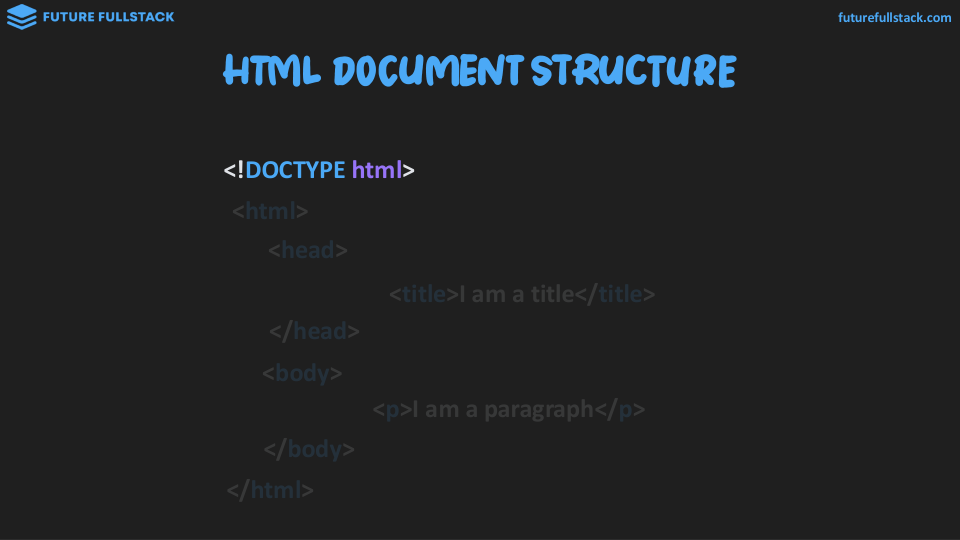 FUTURE FULLSTACK
futurefullstack.com
HTML DOCUMENT STRUCTURE
<!DOCTYPE html>
<html>
<head>
<title>I am a title</title>
</head>
<body>
<p>I am a paragraph</p>
</body>
</html>